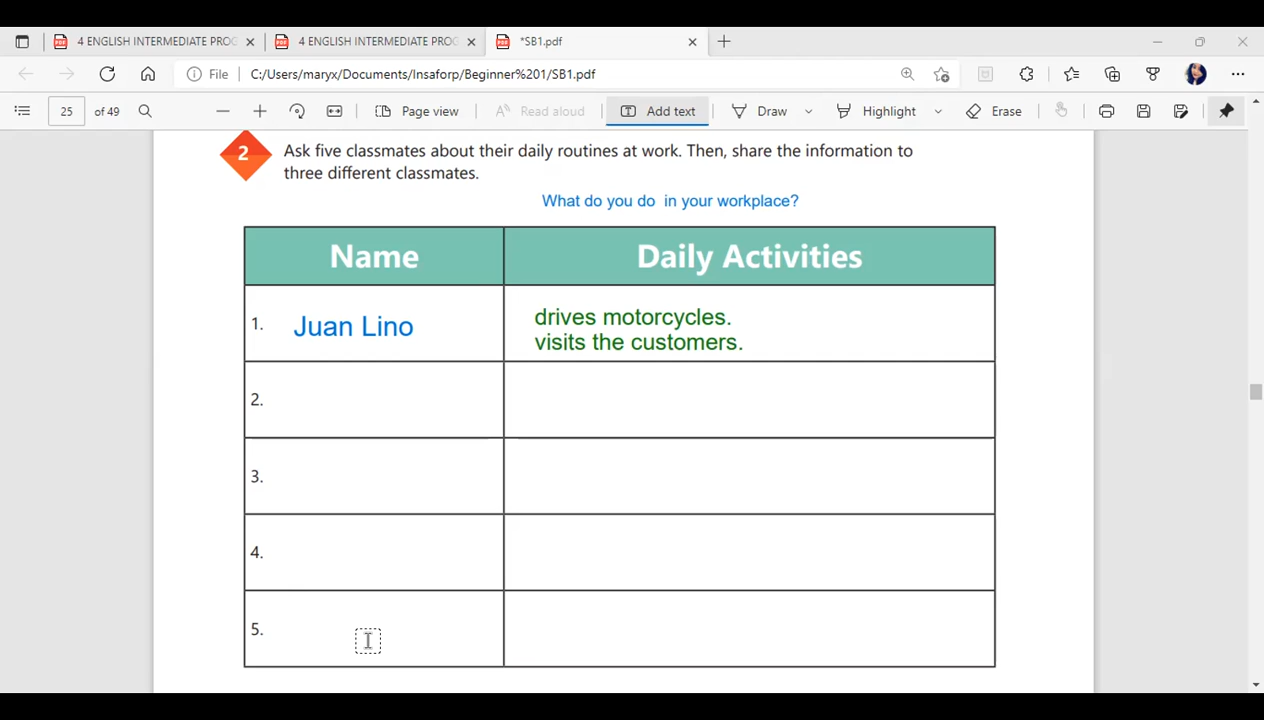 4 ENGLISH INTERMEDIATE PROG
4 ENGLISH INTERMEDIATE PROG
*SB1.pdf
File
C:/Users/maryx/Documents/Insaforp/Beginner%201/SB1.pdf
25 of 49
Page view
Read aloud
Add text
Draw
Highlight
Erase
2
Ask five classmates about their daily routines at work. Then, share the information to
three different classmates.
What do you do  in your workplace?
Name Daily Activities
1. Juan Lino
drives motorcycles.
visits the customers.
2.
3.
4.
5.